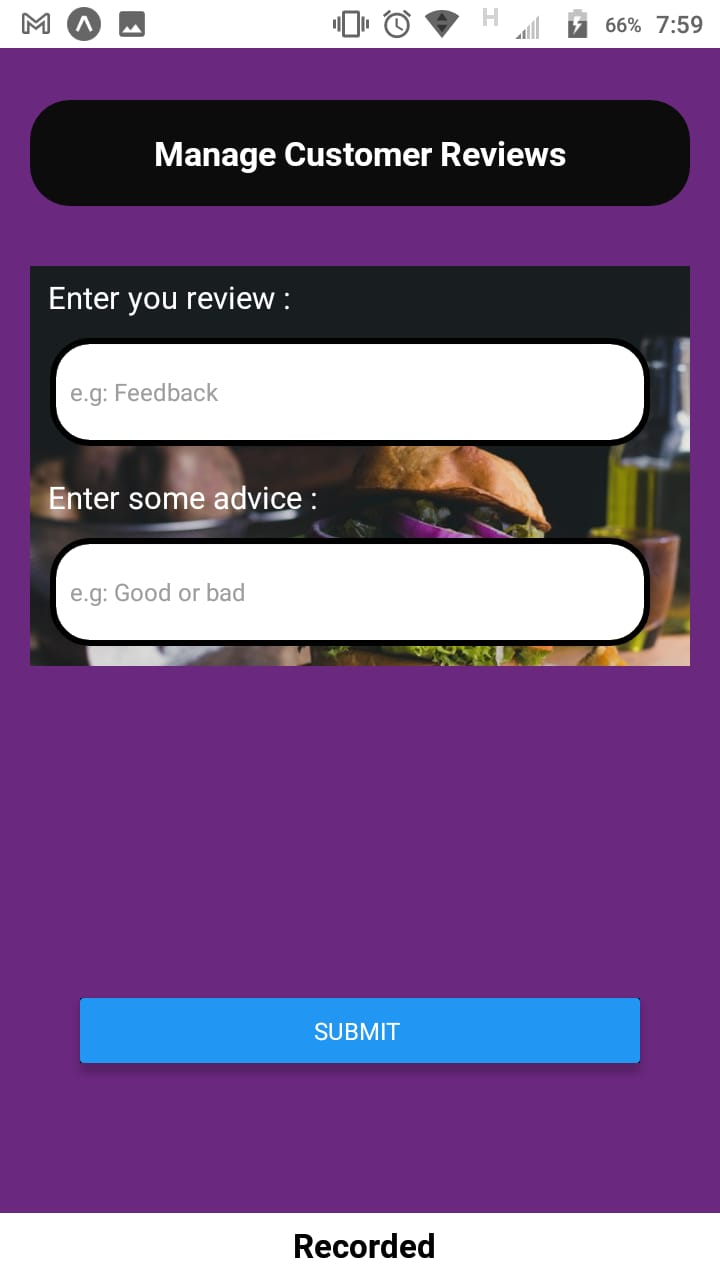 H 66% 7:59
Manage Customer Reviews
Enter you review :
e.g: Feedback
Enter some advice :
e.g: Good or bad
SUBMIT
Recorded